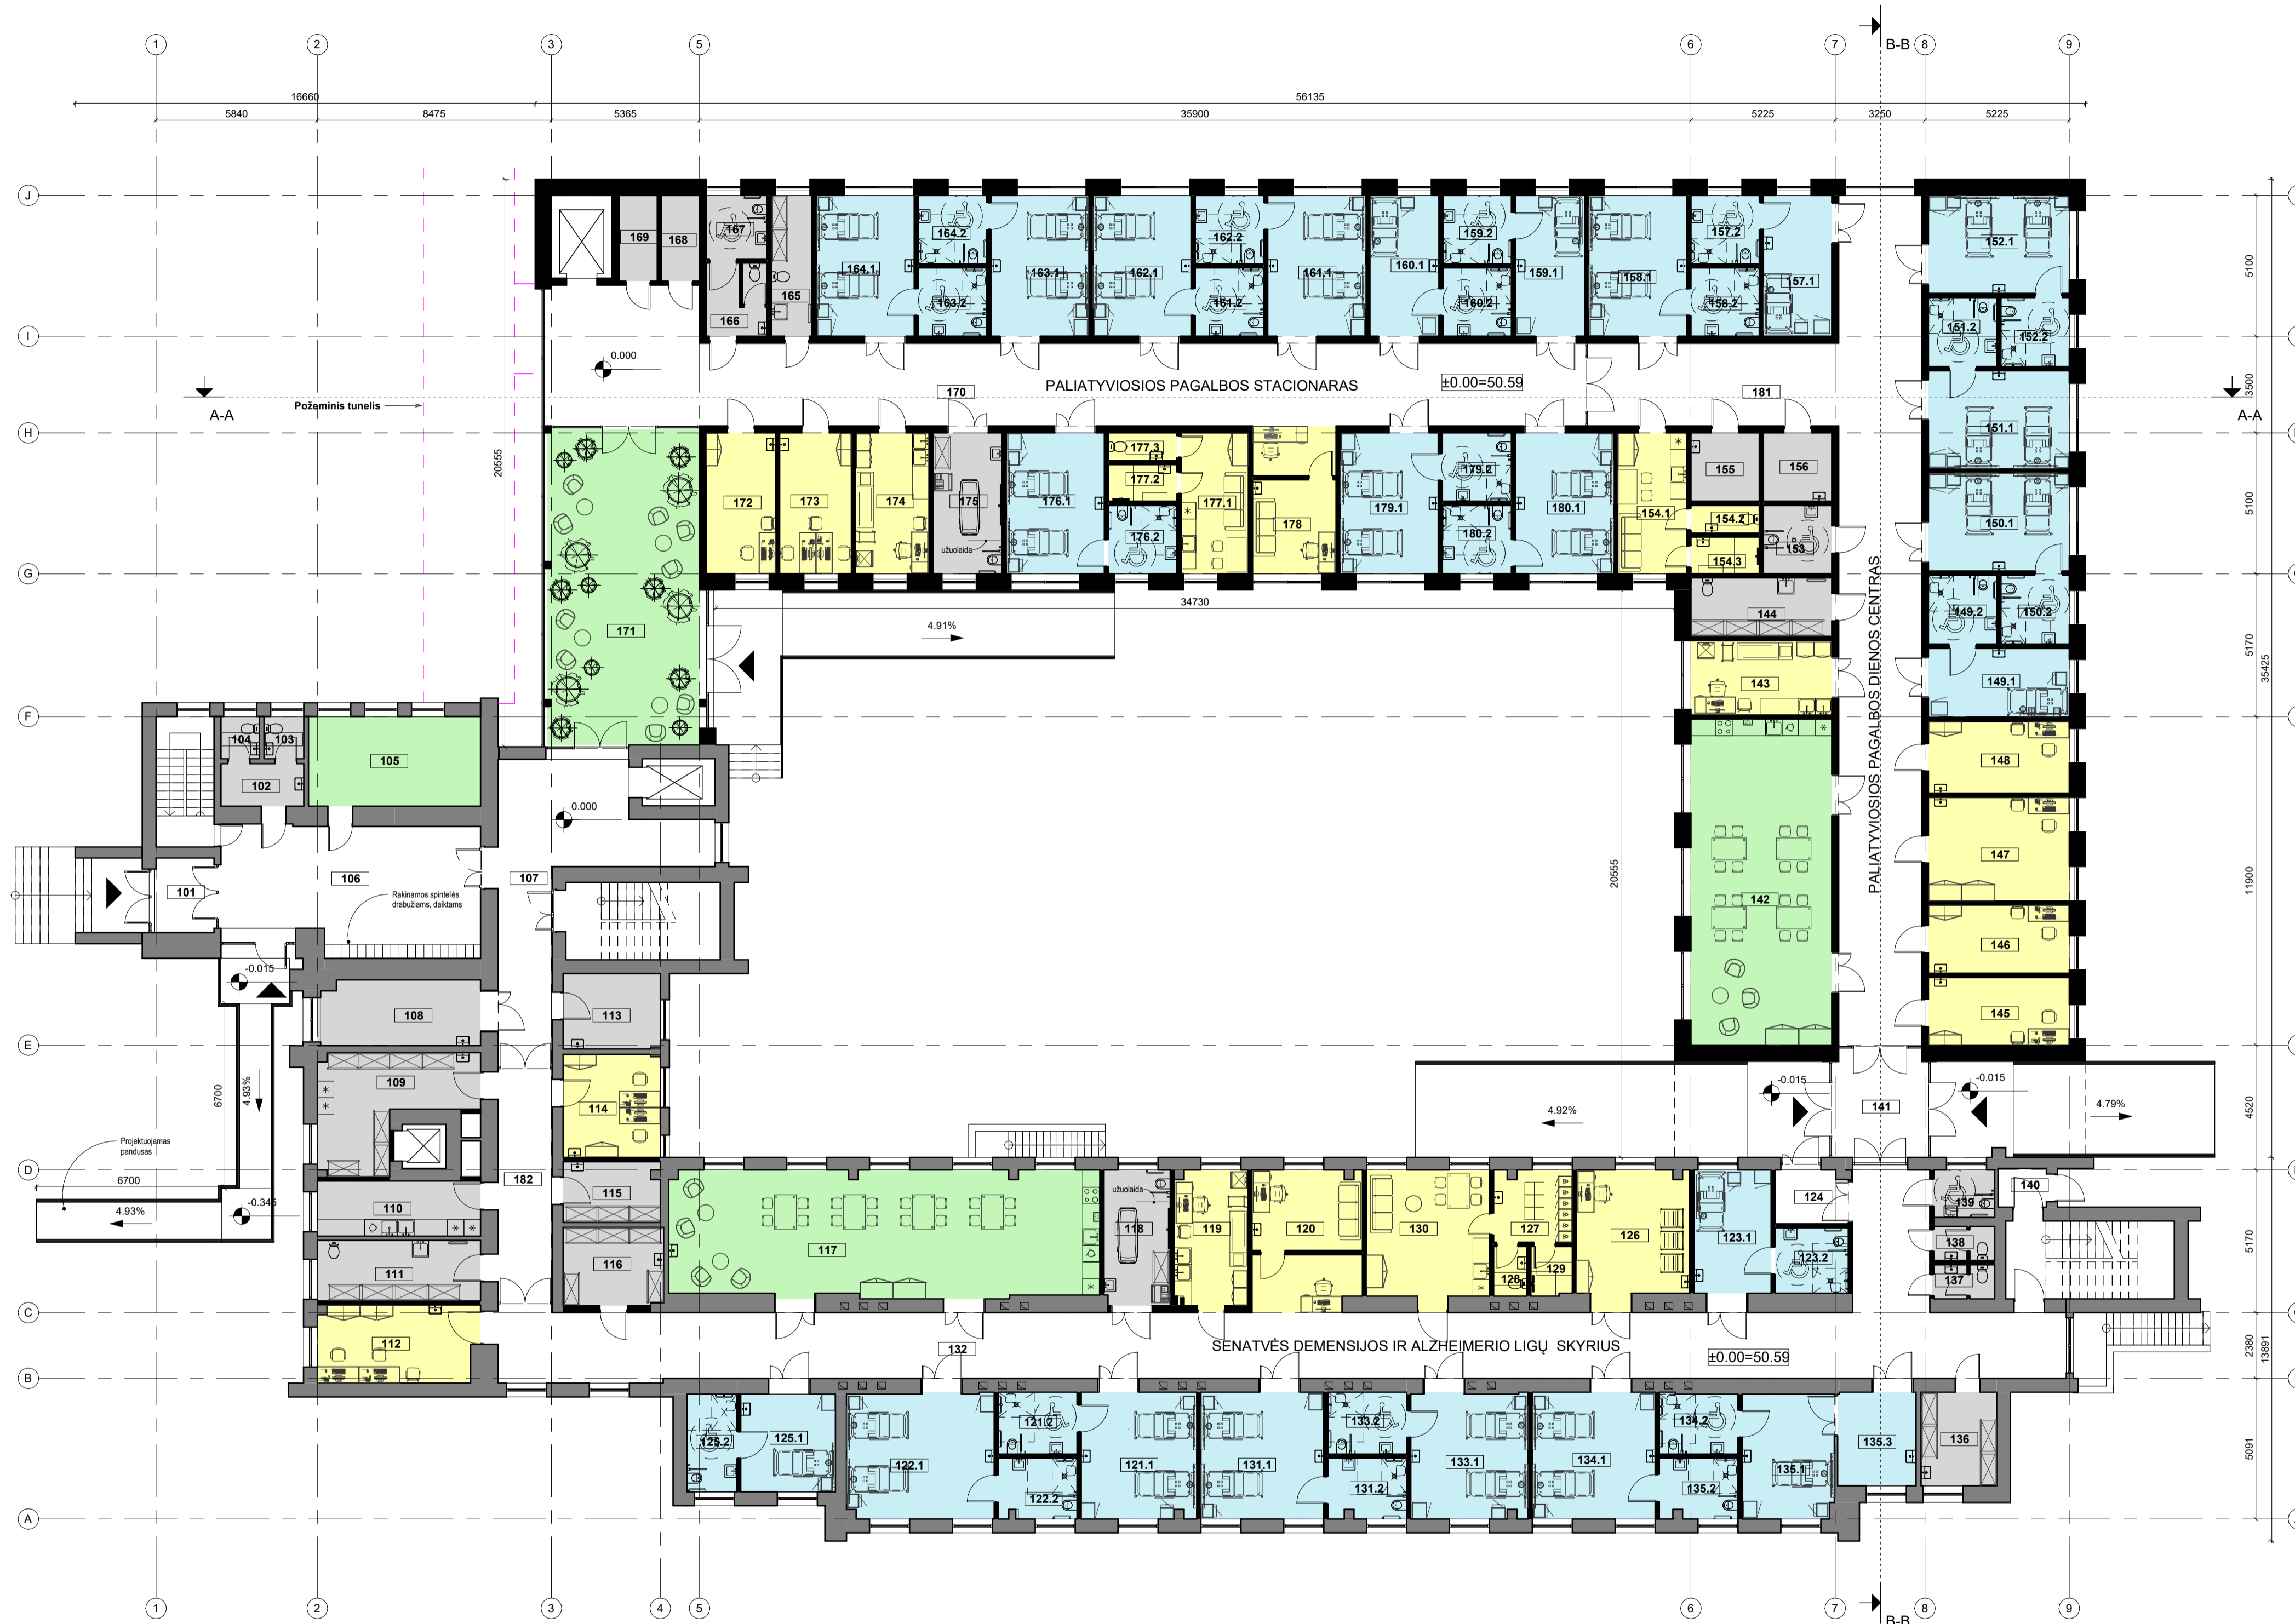 B-B
1 2 3 5 6 7 8 9
16660 56135
5840 8475 5365 35900 5225 3250 5225
J
169 168 167 165 166
164.1 164.2 163.2 163.1 162.1 162.2 161.2 161.1 160.1 159.2 160.2 159.1 158.1 157.2 158.2 157.1
152.1 151.2 152.2
5100
I
0.000
170
PALIATYVIOSIOS PAGALBOS STACIONARAS
±0.00=50.59
181
3500
A-A
Požeminis tunelis
A-A
H
20555
172 173 174 175 176.1 177.3 177.2 176.2 177.1 178 179.1 179.2 180.2 180.1 154.1 155 156 154.2 154.3 153
užuolaida
151.1
150.1
5100
G
34730
4.91%
171
144
143
149.2 150.2
149.1
5170
35425
PALIATYVIOSIOS PAGALBOS DIENOS CENTRAS
F
104 103
102
105
148
0.000
101
106
107
Rakinamos spintelės
drabužiams, daiktams
20555
142
147
146
145
11900
-0.015
108
113
E
109
114
6700
4.93%
-0.015
-0.015
141
4.92%
4.79%
4520
Projektuojamas
pandusas
D
6700
4.93%
-0.345
182
110
111
112
115
116
117
užuolaida
118
119
120
130
127
128
129
126
123.1
124
123.2
139
140
138
137
5170
C
132
SENATVĖS DEMENSIJOS IR ALZHEIMERIO LIGŲ SKYRIUS
±0.00=50.59
2380
13891
B
125.2 125.1 122.1 121.2 122.2 121.1 131.1 133.2 131.2 133.1 134.1 134.2 135.2 135.1 135.3 136
5091
A
1 2 3 4 5 6 7 8 9
B-B